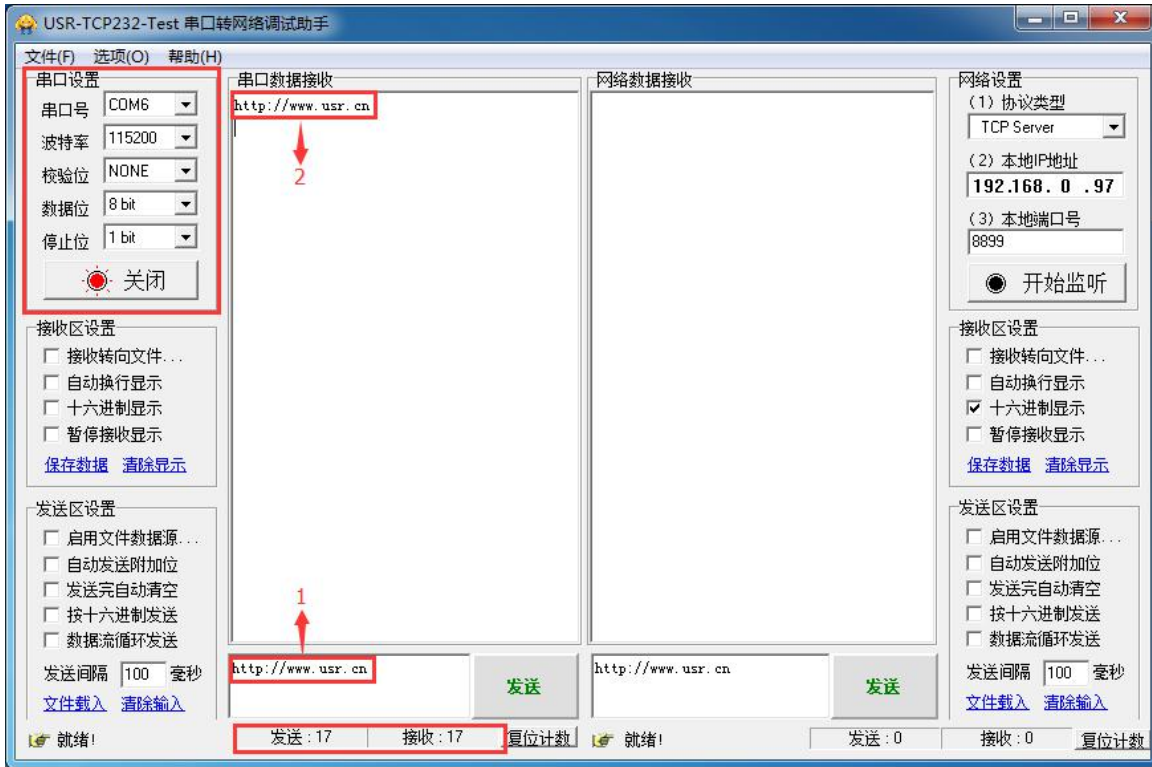 USR-TCP232-Test 串口转网络调试助手
文件(F) 选项(O) 帮助(H)
串口设置
串口号 COM6
波特率 115200
校验位 NONE
数据位 8 bit
停止位 1 bit
关闭
接收区设置
接收转向文件...
自动换行显示
十六进制显示
暂停接收显示
保存数据 清除显示
发送区设置
启用文件数据源...
自动发送附加位
发送完自动清空
按十六进制发送
数据流循环发送
发送间隔 100 毫秒
文件载入 清除输入
串口数据接收
http://www.usr.cn
2
1
http://www.usr.cn
发送
网络数据接收
http://www.usr.cn
发送
网络设置
(1) 协议类型
TCP Server
(2) 本地IP地址
192.168. 0 .97
(3) 本地端口号
8899
开始监听
接收区设置
接收转向文件...
自动换行显示
十六进制显示
暂停接收显示
保存数据 清除显示
发送区设置
启用文件数据源...
自动发送附加位
发送完自动清空
按十六进制发送
数据流循环发送
发送间隔 100 毫秒
文件载入 清除输入
就绪! 发送:17 接收:17 复位计数 就绪! 发送:0 接收:0 复位计数